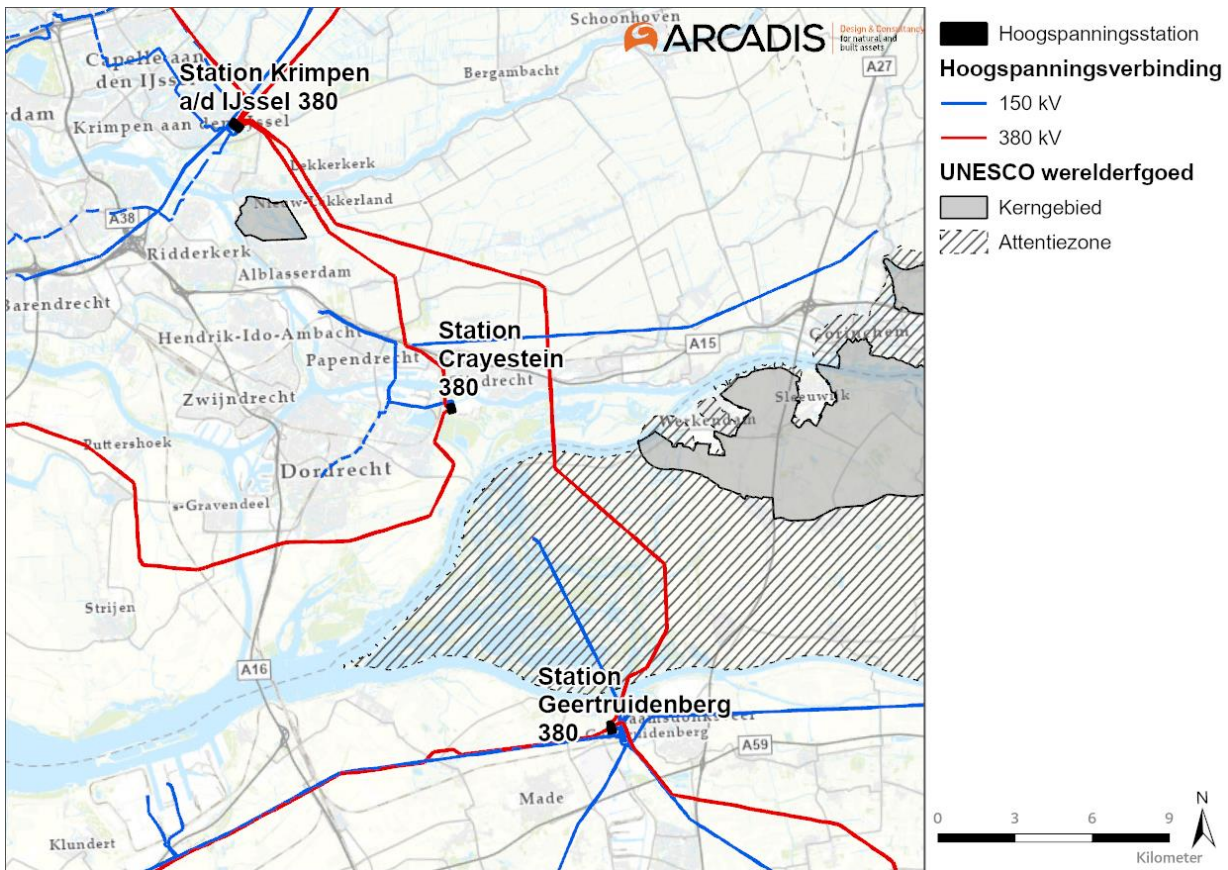 Schoonhoven
ARCADIS
Design & Consultancy
for natural and
built assets
Capelle aan
den IJssel
Station Krimpen
a/d IJssel 380
Bergambacht
A27
Krimpen aan den IJssel
Lekkerkerk
Nieuw-Lekkerland
A38
Ridderkerk
Alblasserdam
Barendrecht
Hendrik-Ido-Ambacht
Station
Crayestein
380
Gorinchem
A15
Papendrecht
Zwijndrecht
Sleeuwijk
Werkendam
Puttershoek
Dordrecht
's-Gravendeel
Strijen
A16
Station
Geertruidenberg
380
A59
Made
Klundert
Hoogspanningsstation
Hoogspanningsverbinding
150 kV
380 kV
UNESCO werelderfgoed
Kerngebied
Attentiezone
N
0 3 6 9
Kilometer